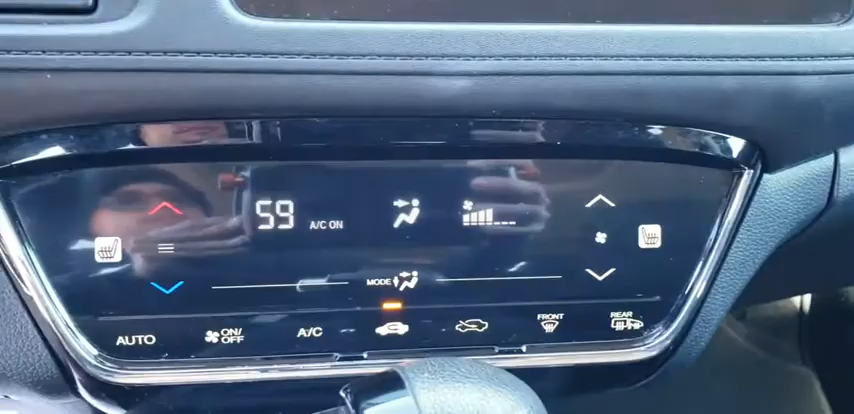 59
A/C ON
MODE
AUTO
ON/
OFF
A/C
FRONT
REAR